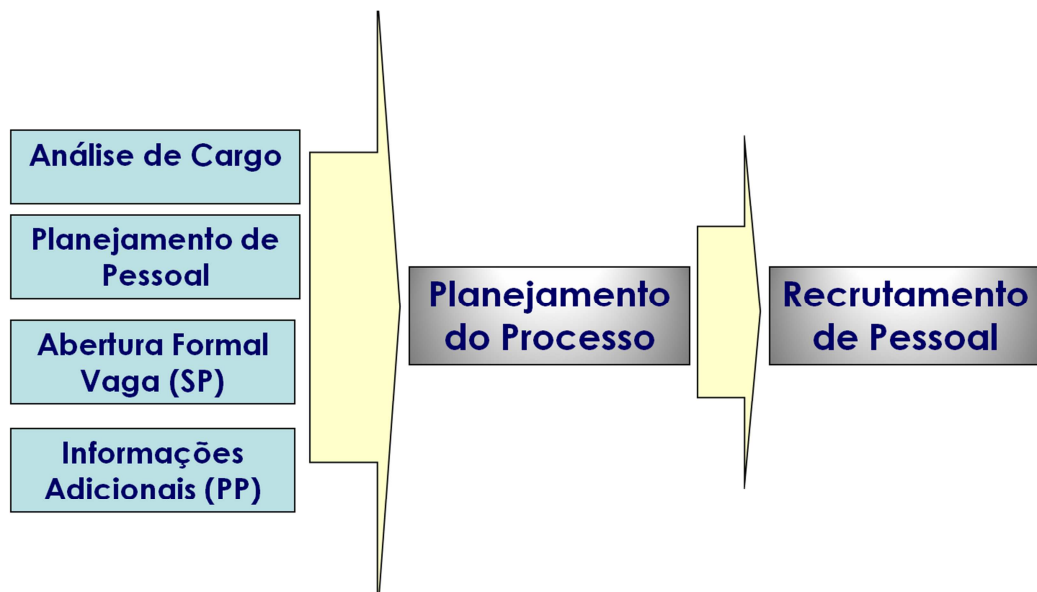 Análise de Cargo
Planejamento de
Pessoal
Abertura Formal
Vaga (SP)
Informações
Adicionais (PP)
Planejamento
do Processo
Recrutamento
de Pessoal